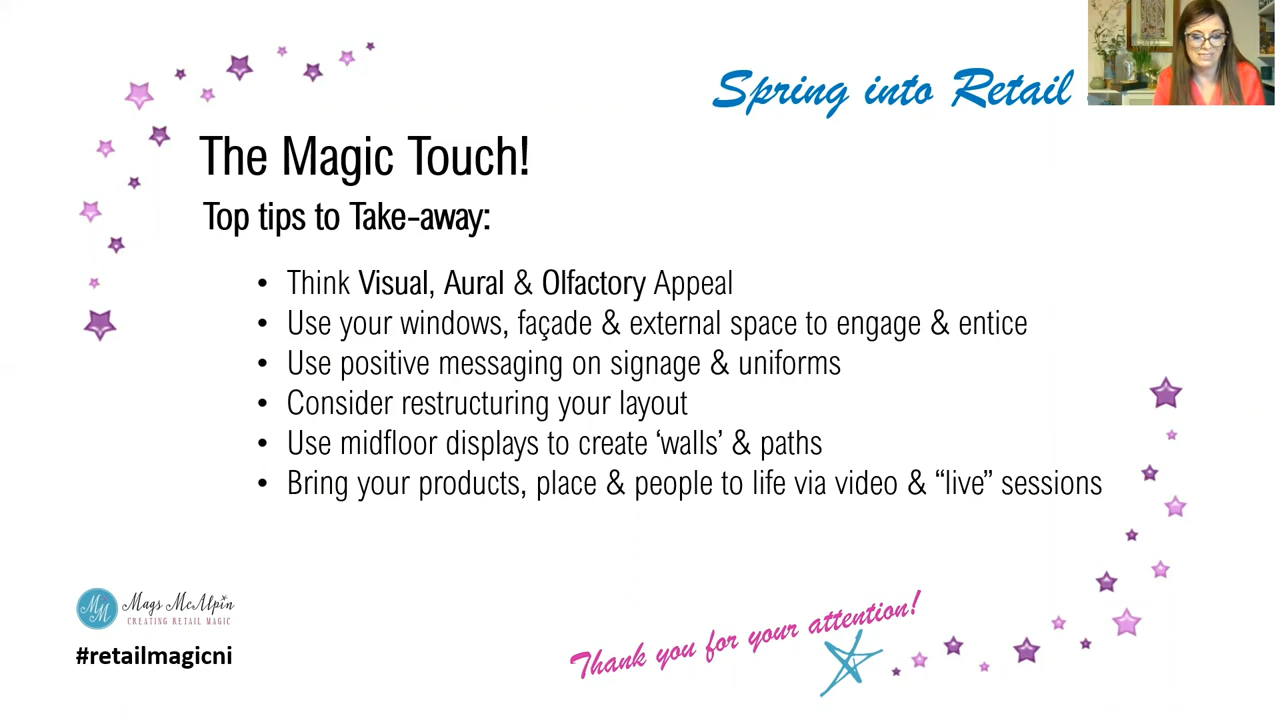 Spring into Retail
The Magic Touch!
Top tips to Take-away:
• Think Visual, Aural & Olfactory Appeal
• Use your windows, façade & external space to engage & entice
• Use positive messaging on signage & uniforms
• Consider restructuring your layout
• Use midfloor displays to create ‘walls’ & paths
• Bring your products, place & people to life via video & “live” sessions
MM
Mags McAlpin
CREATING RETAIL MAGIC
#retailmagicni
Thank you for your attention!